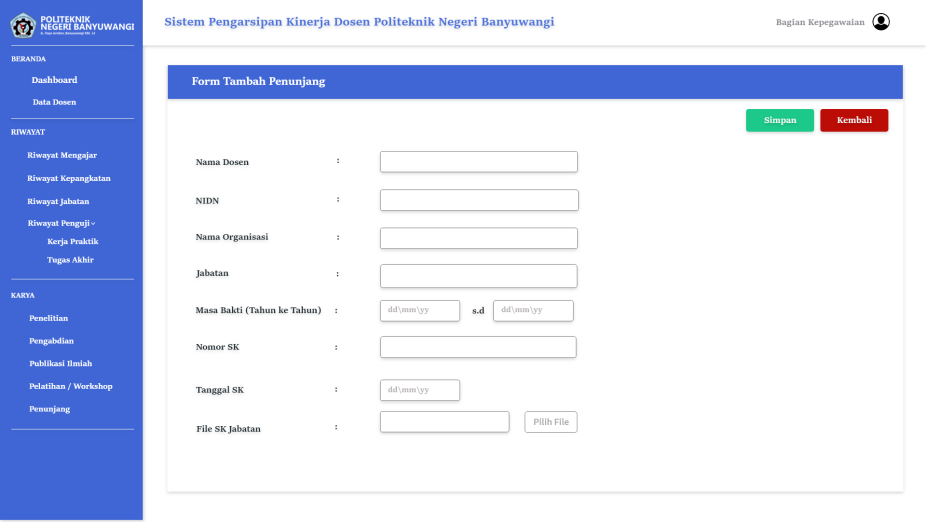 POLITEKNIK
NEGERI BANYUWANGI
Sistem Pengarsipan Kinerja Dosen Politeknik Negeri Banyuwangi
Bagian Kepegawaian
BERANDA
Dashboard
Data Dosen
RIWAYAT
Riwayat Mengajar
Riwayat Kepangkatan
Riwayat Jabatan
Riwayat Penguji
Kerja Praktik
Tugas Akhir
KARYA
Penelitian
Pengabdian
Publikasi Ilmiah
Pelatihan / Workshop
Penunjang
Form Tambah Penunjang
Simpan Kembali
Nama Dosen :
NIDN :
Nama Organisasi :
Jabatan :
Masa Bakti (Tahun ke Tahun) : dd\mm\yy s.d dd\mm\yy
Nomor SK :
Tanggal SK : dd\mm\yy
File SK Jabatan : Pilih File